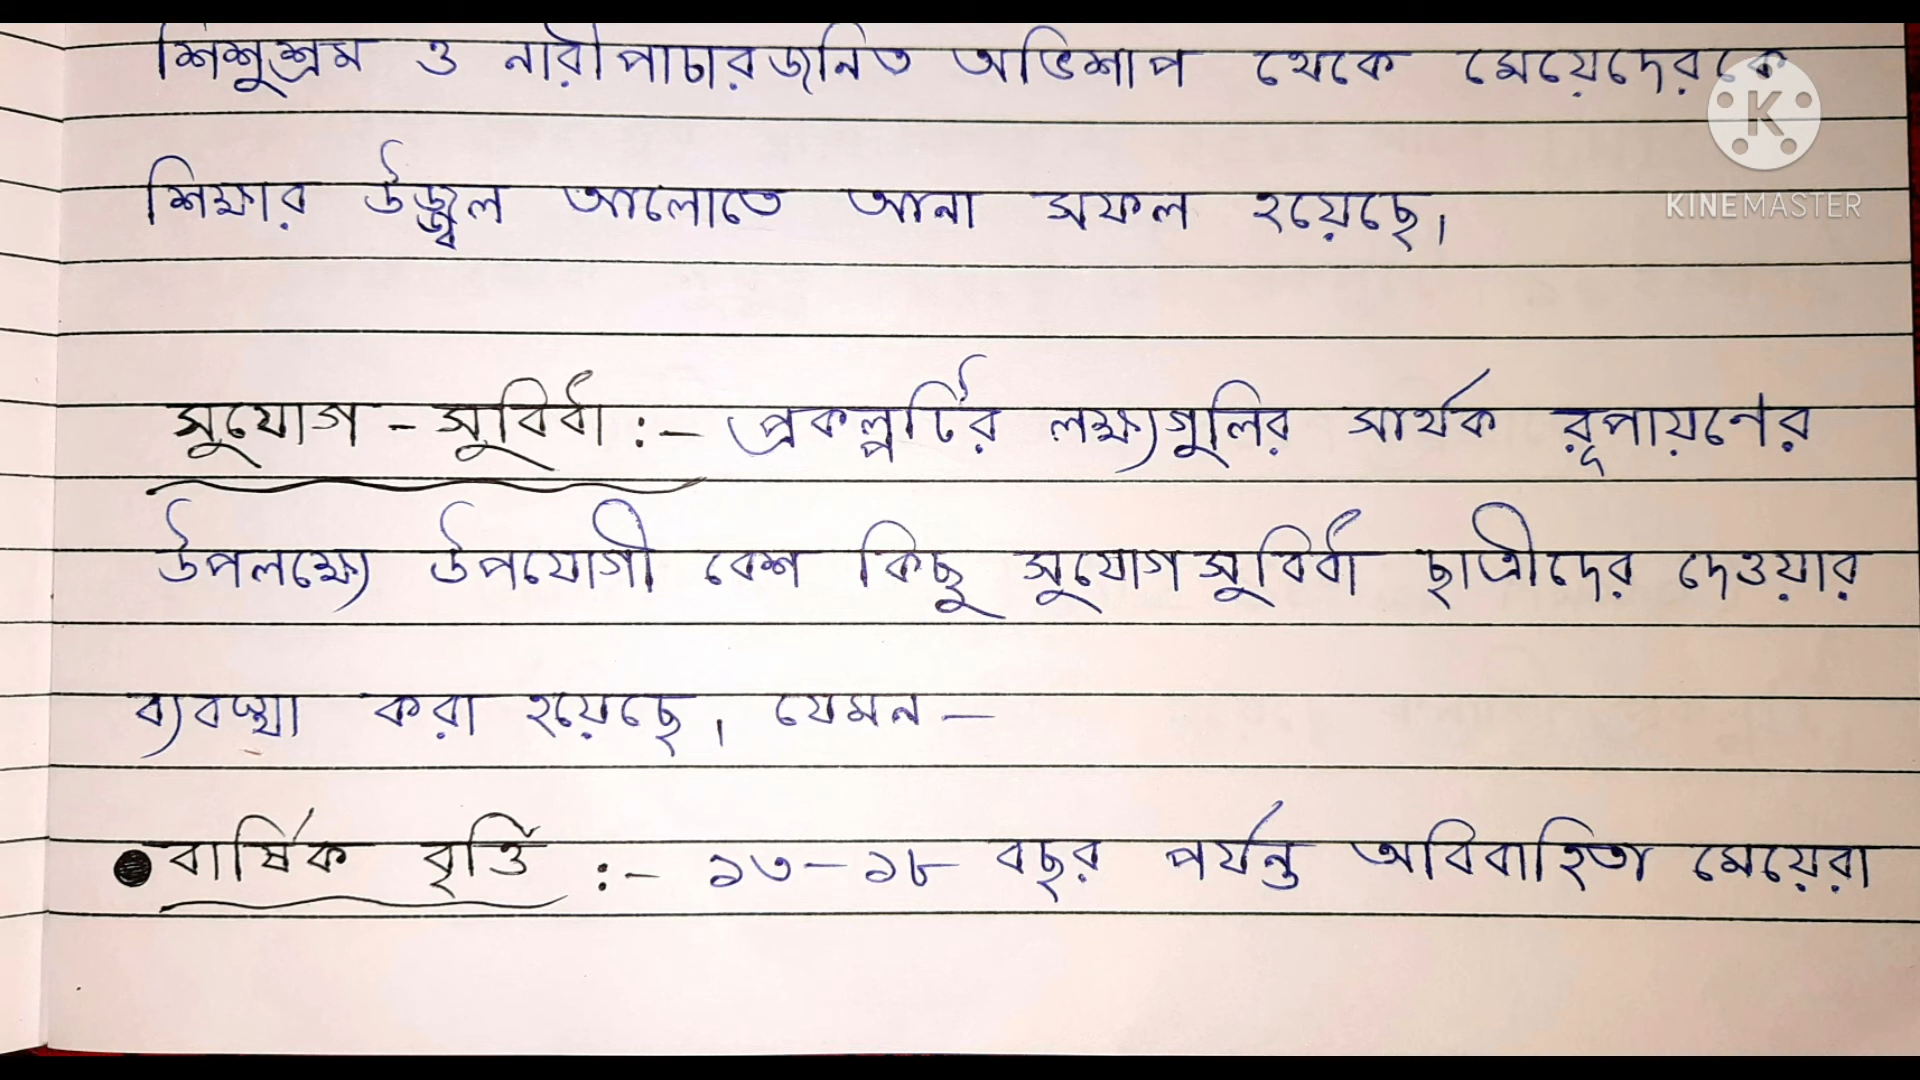 শিশুশ্রম ও নারীপাচারজনিত অভিশাপ থেকে মেয়েদেরকে
শিক্ষার উজ্জ্বল আলোতে আনা সফল হয়েছে।
সুযোগ - সুবিধা :- প্রকল্পটির লক্ষ্যগুলির সার্থক রূপায়ণের
উপলক্ষ্যে উপযোগী বেশ কিছু সুযোগসুবিধা ছাত্রীদের দেওয়ার
ব্যবস্থা করা হয়েছে। যেমন —
● বার্ষিক বৃত্তি :- ১৩-১৮ বছর পর্যন্ত অবিবাহিতা মেয়েরা
K
KINEMASTER